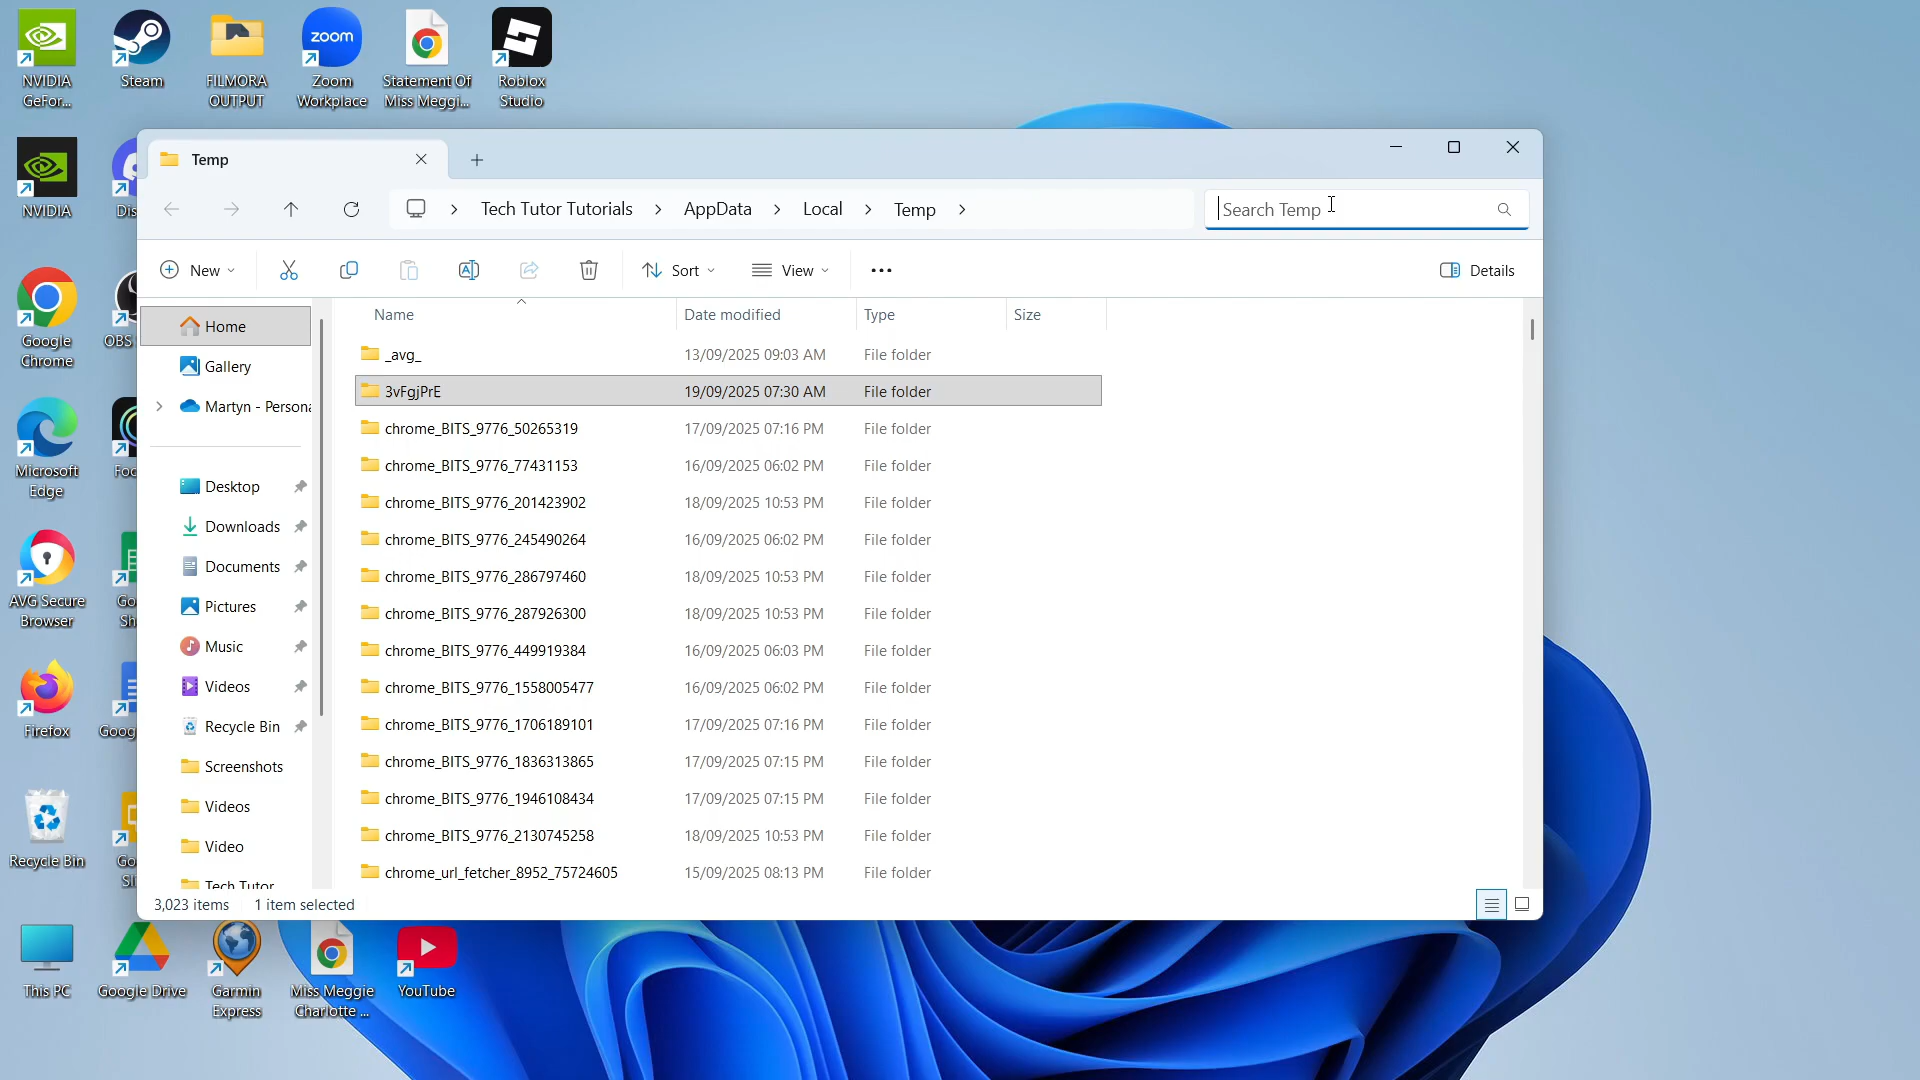 NVIDIA
GeFor...
Steam
FILMORA
OUTPUT
zoom
Zoom
Workplace
Statement Of
Miss Meggi...
Roblox
Studio
NVIDIA
Dis
Google
Chrome
OBS
Microsoft
Edge
Foc
AVG Secure
Browser
Go
Sh
Firefox
Goog
Recycle Bin
Go
Sli
This PC
Google Drive
Garmin
Express
Miss Meggie
Charlotte ...
YouTube
Temp
Tech Tutor Tutorials
AppData
Local
Temp
Search Temp
New
Sort
View
Details
Home
Gallery
Martyn - Persona
Desktop
Downloads
Documents
Pictures
Music
Videos
Recycle Bin
Screenshots
Videos
Video
Tech Tutor
Name Date modified Type Size
_avg_ 13/09/2025 09:03 AM File folder
3vFgjPrE 19/09/2025 07:30 AM File folder
chrome_BITS_9776_50265319 17/09/2025 07:16 PM File folder
chrome_BITS_9776_77431153 16/09/2025 06:02 PM File folder
chrome_BITS_9776_201423902 18/09/2025 10:53 PM File folder
chrome_BITS_9776_245490264 16/09/2025 06:02 PM File folder
chrome_BITS_9776_286797460 18/09/2025 10:53 PM File folder
chrome_BITS_9776_287926300 18/09/2025 10:53 PM File folder
chrome_BITS_9776_449919384 16/09/2025 06:03 PM File folder
chrome_BITS_9776_1558005477 16/09/2025 06:02 PM File folder
chrome_BITS_9776_1706189101 17/09/2025 07:16 PM File folder
chrome_BITS_9776_1836313865 17/09/2025 07:15 PM File folder
chrome_BITS_9776_1946108434 17/09/2025 07:15 PM File folder
chrome_BITS_9776_2130745258 18/09/2025 10:53 PM File folder
chrome_url_fetcher_8952_75724605 15/09/2025 08:13 PM File folder
3,023 items 1 item selected